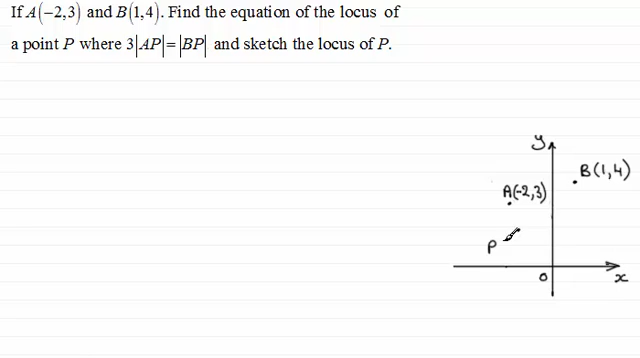 If A(−2,3) and B(1,4). Find the equation of the locus of
a point P where 3|AP|=|BP| and sketch the locus of P.
y
B(1,4)
A(-2,3)
P
O
x